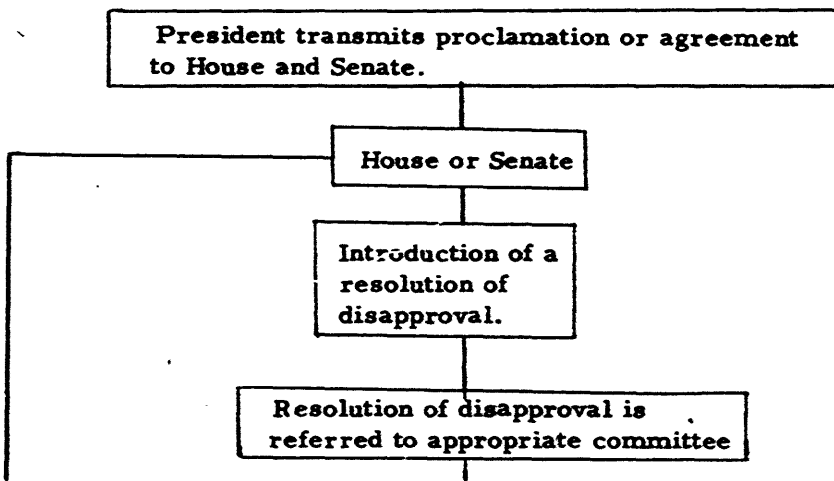 President transmits proclamation or agreement
to House and Senate.
House or Senate
Introduction of a
resolution of
disapproval.
Resolution of disapproval is
referred to appropriate committee